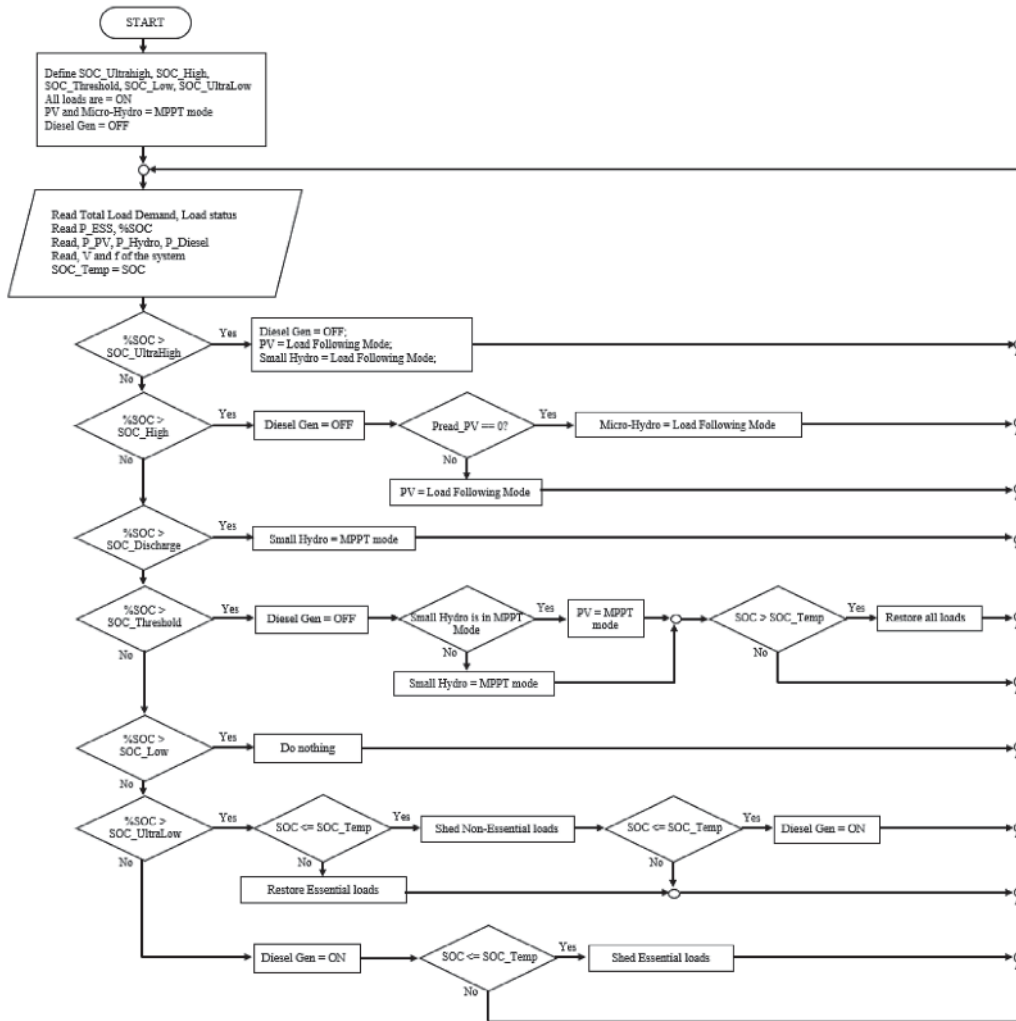 START
Define SOC_Ultrahigh, SOC_High,
SOC_Threshold, SOC_Low, SOC_UltraLow
All loads are = ON
PV and Micro-Hydro = MPPT mode
Diesel Gen = OFF
Read Total Load Demand, Load status
Read P_ESS, %SOC
Read, P_PV, P_Hydro, P_Diesel
Read, V and f of the system
SOC_Temp = SOC
%SOC >
SOC_UltraHigh
Yes
No
Diesel Gen = OFF;
PV = Load Following Mode;
Small Hydro = Load Following Mode;
%SOC >
SOC_High
Yes
No
Diesel Gen = OFF
Pread_PV == 0?
Yes
No
Micro-Hydro = Load Following Mode
PV = Load Following Mode
%SOC >
SOC_Discharge
Yes
No
Small Hydro = MPPT mode
%SOC >
SOC_Threshold
Yes
No
Diesel Gen = OFF
Small Hydro is in MPPT
Mode
Yes
No
PV = MPPT
mode
Small Hydro = MPPT mode
SOC > SOC_Temp
Yes
No
Restore all loads
%SOC >
SOC_Low
Yes
No
Do nothing
%SOC >
SOC_UltraLow
Yes
No
SOC <= SOC_Temp
Yes
No
Shed Non-Essential loads
SOC <= SOC_Temp
Yes
No
Diesel Gen = ON
Restore Essential loads
Diesel Gen = ON
SOC <= SOC_Temp
Yes
No
Shed Essential loads